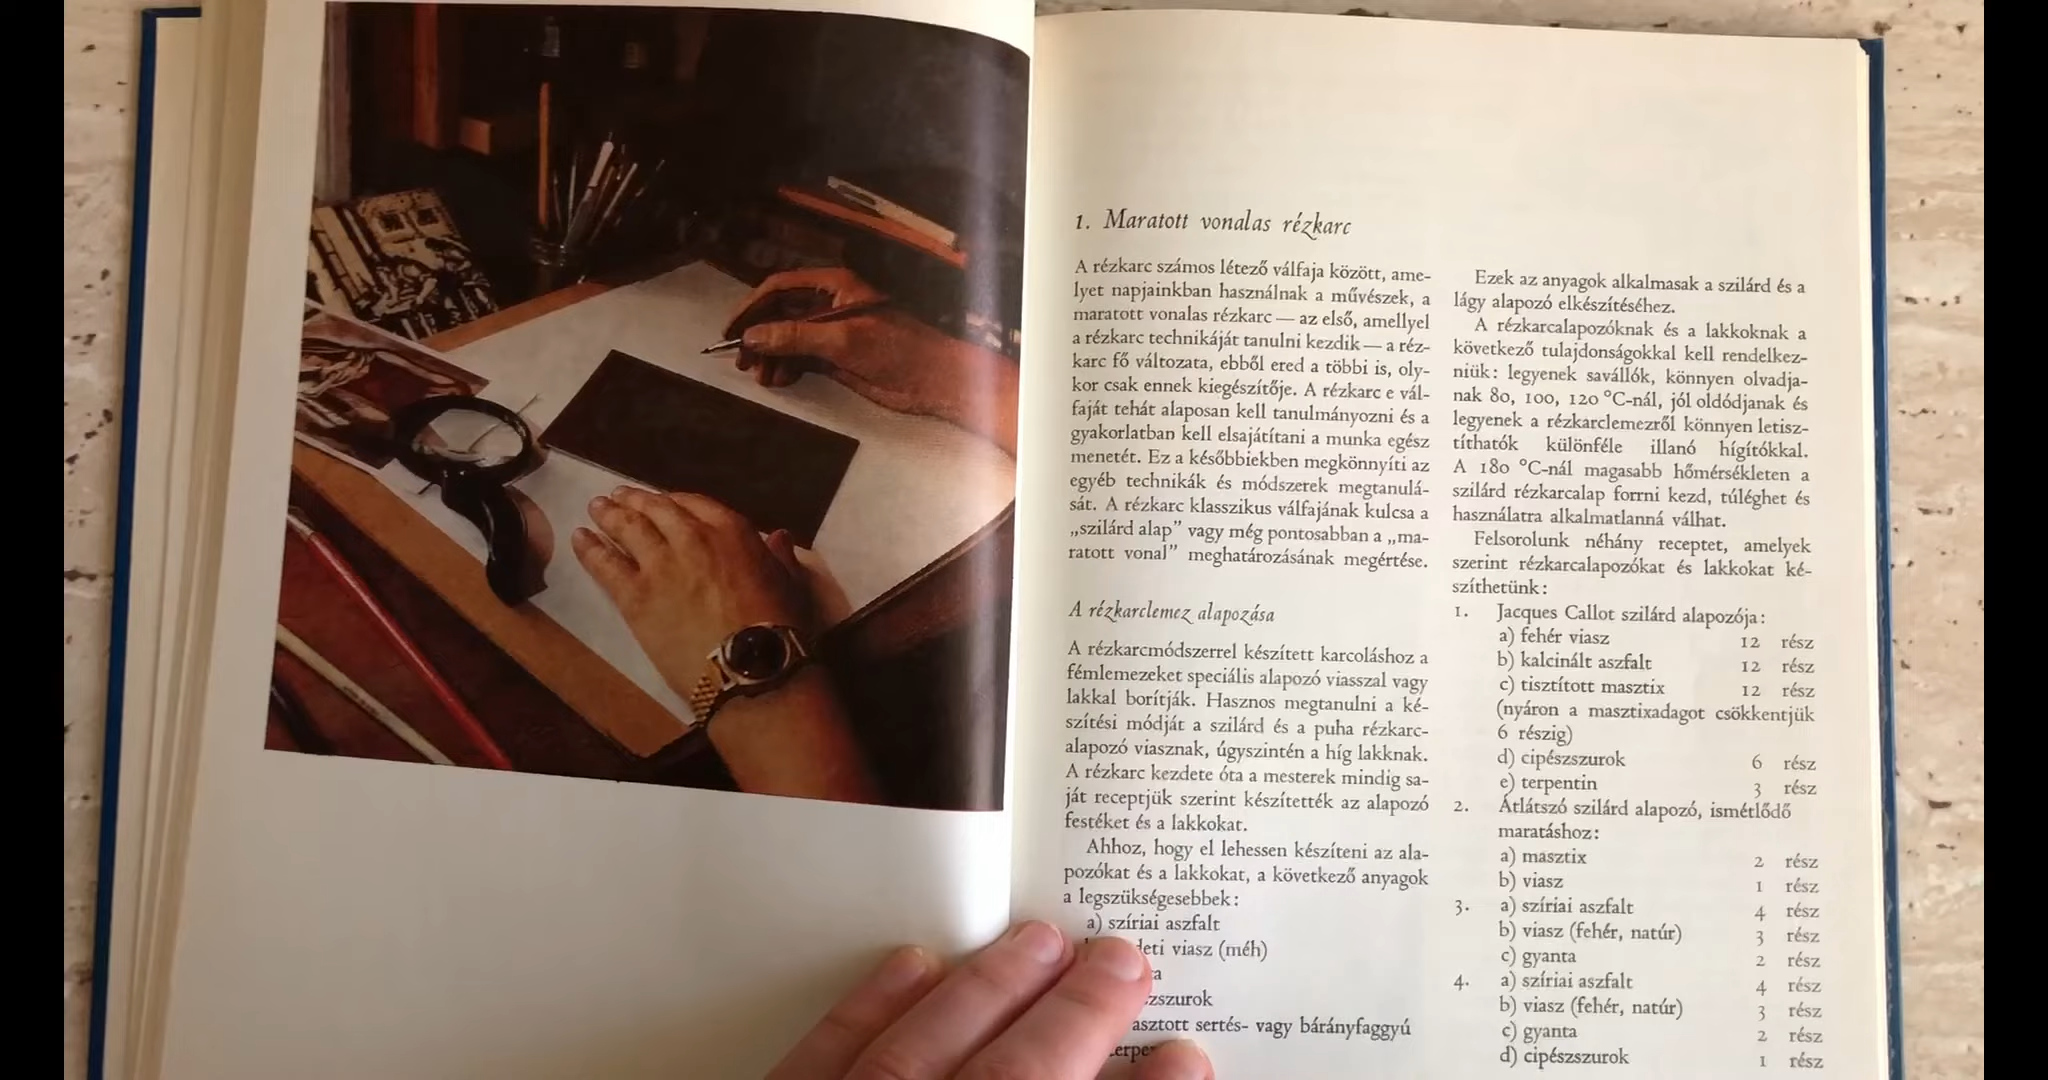 1. Maratott vonalas rézkarc
A rézkarc számos létező válfaja között, ame-
lyet napjainkban használnak a művészek, a
maratott vonalas rézkarc — az első, amellyel
a rézkarc technikáját tanulni kezdik — a réz-
karc fő változata, ebből ered a többi is, oly-
kor csak ennek kiegészítője. A rézkarc e vál-
faját tehát alaposan kell tanulmányozni és a
gyakorlatban kell elsajátítani a munka egész
menetét. Ez a későbbiekben megkönnyíti az
egyéb technikák és módszerek megtanulá-
sát. A rézkarc klasszikus válfajának kulcsa a
„szilárd alap” vagy még pontosabban a „ma-
ratott vonal” meghatározásának megértése.
A rézkarclemez alapozása
A rézkarcmódszerrel készített karcoláshoz a
fémlemezeket speciális alapozó viasszal vagy
lakkal borítják. Hasznos megtanulni a ké-
szítési módját a szilárd és a puha rézkarc-
alapozó viasznak, úgyszintén a híg lakknak.
A rézkarc kezdete óta a mesterek mindig sa-
ját receptjük szerint készítették az alapozó
festéket és a lakkokat.
Ahhoz, hogy el lehessen készíteni az ala-
pozókat és a lakkokat, a következő anyagok
a legszükségesebbek:
a) szíriai aszfalt
viasz (méh)
sertés- vagy bárányfaggyú
Ezek az anyagok alkalmasak a szilárd és a
lágy alapozó elkészítéséhez.
A rézkarcalapozóknak és a lakkoknak a
következő tulajdonságokkal kell rendelkez-
niük: legyenek savállók, könnyen olvadja-
nak 80, 100, 120 °C-nál, jól oldódjanak és
legyenek a rézkarclemezről könnyen letisz-
títhatók különféle illanó hígítókkal.
A 180 °C-nál magasabb hőmérsékleten a
szilárd rézkarcalap forrni kezd, túléghet és
használatra alkalmatlanná válhat.
Felsorolunk néhány receptet, amelyek
szerint rézkarcalapozókat és lakkokat ké-
szíthetünk:
1. Jacques Callot szilárd alapozója:
a) fehér viasz 12 rész
b) kalcinált aszfalt 12 rész
c) tisztított masztix 12 rész
(nyáron a masztixadagot csökkentjük
6 részig)
d) cipészszurok 6 rész
e) terpentin 3 rész
2. Átlátszó szilárd alapozó, ismétlődő
maratáshoz:
a) masztix 2 rész
b) viasz 1 rész
3. a) szíriai aszfalt 4 rész
b) viasz (fehér, natúr) 3 rész
c) gyanta 2 rész
4. a) szíriai aszfalt 4 rész
b) viasz (fehér, natúr) 3 rész
c) gyanta 2 rész
d) cipészszurok 1 rész